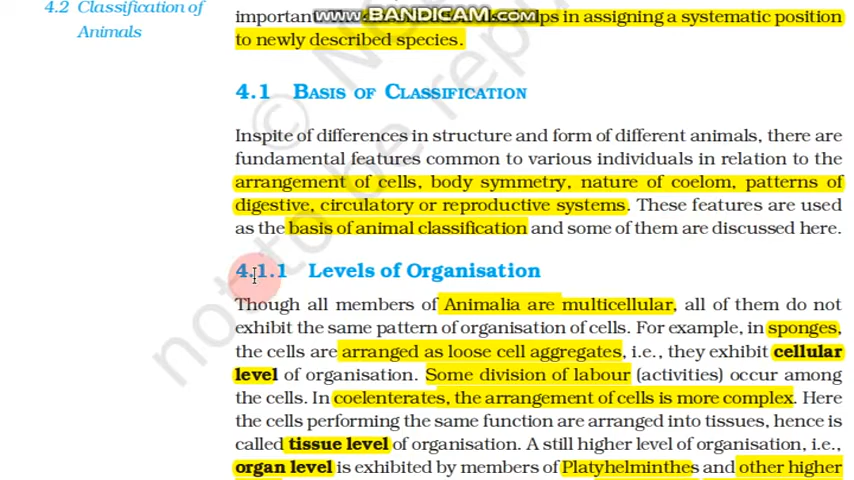 4.2 Classification of
Animals
important
www.BANDICAM.com
ps in assigning a systematic position
to newly described species.
4.1 BASIS OF CLASSIFICATION
Inspite of differences in structure and form of different animals, there are
fundamental features common to various individuals in relation to the
arrangement of cells, body symmetry, nature of coelom, patterns of
digestive, circulatory or reproductive systems. These features are used
as the basis of animal classification and some of them are discussed here.
4.1.1 Levels of Organisation
Though all members of Animalia are multicellular, all of them do not
exhibit the same pattern of organisation of cells. For example, in sponges,
the cells are arranged as loose cell aggregates, i.e., they exhibit cellular
level of organisation. Some division of labour (activities) occur among
the cells. In coelenterates, the arrangement of cells is more complex. Here
the cells performing the same function are arranged into tissues, hence is
called tissue level of organisation. A still higher level of organisation, i.e.,
organ level is exhibited by members of Platyhelminthes and other higher
not to be repu